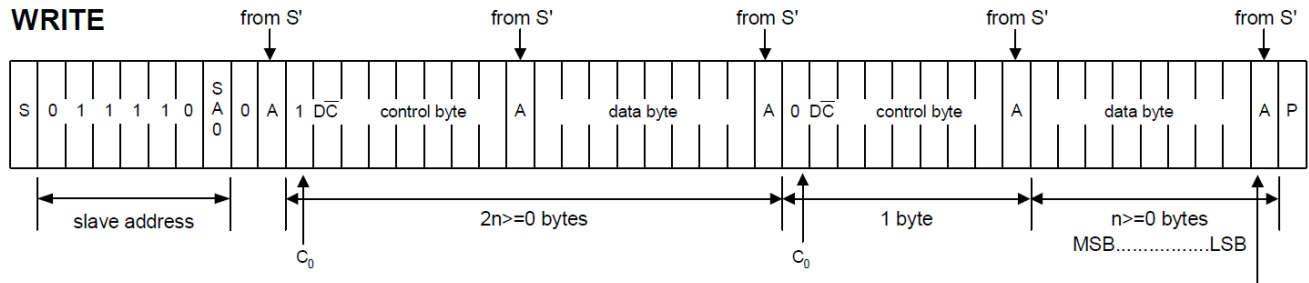 WRITE
from S' from S' from S' from S' from S'
S 0 1 1 1 1 0 SA0 0 A 1 DC̅ control byte A data byte A 0 DC̅ control byte A data byte A P
slave address 2n>=0 bytes 1 byte n>=0 bytes
MSB.................LSB
C₀ C₀